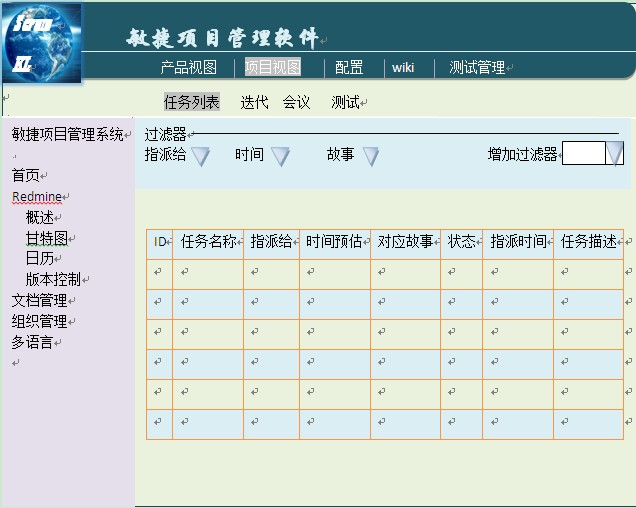 Scrum
XL
敏捷项目管理软件
产品视图 项目视图 配置 wiki 测试管理
任务列表 迭代 会议 测试
敏捷项目管理系统
首页
Redmine
概述
甘特图
日历
版本控制
文档管理
组织管理
多语言
过滤器
指派给 时间 故事 增加过滤器
ID 任务名称 指派给 时间预估 对应故事 状态 指派时间 任务描述